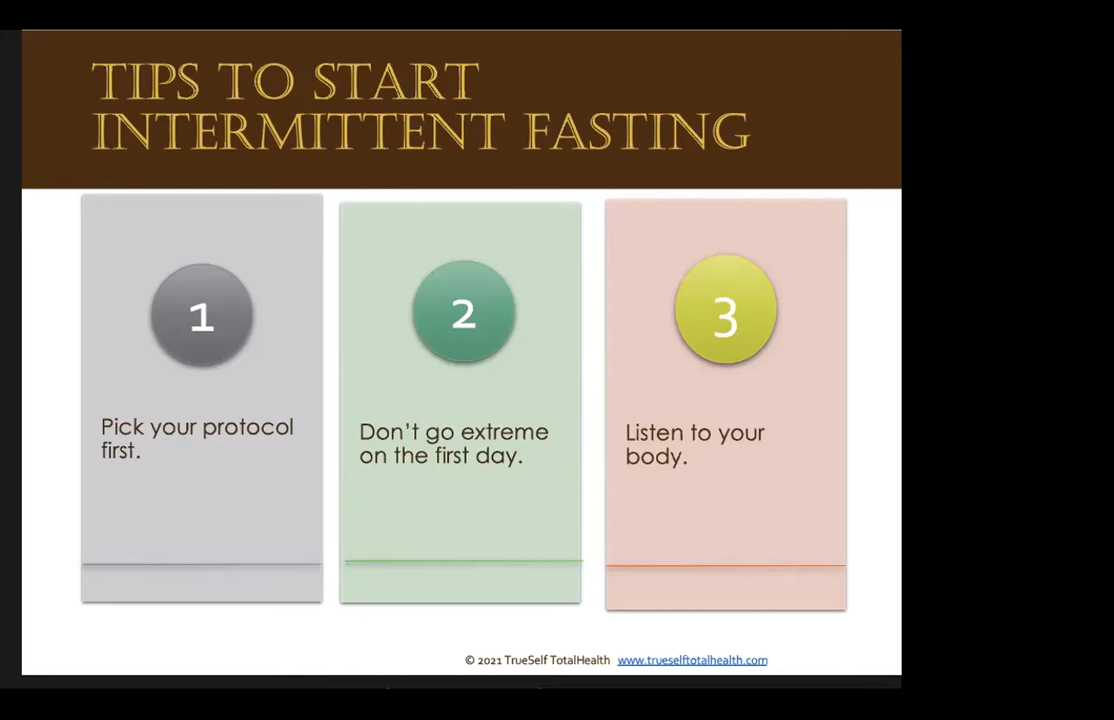 TIPS TO START
INTERMITTENT FASTING
1
Pick your protocol
first.
2
Don't go extreme
on the first day.
3
Listen to your
body.
© 2021 TrueSelf TotalHealth www.trueselftotalhealth.com